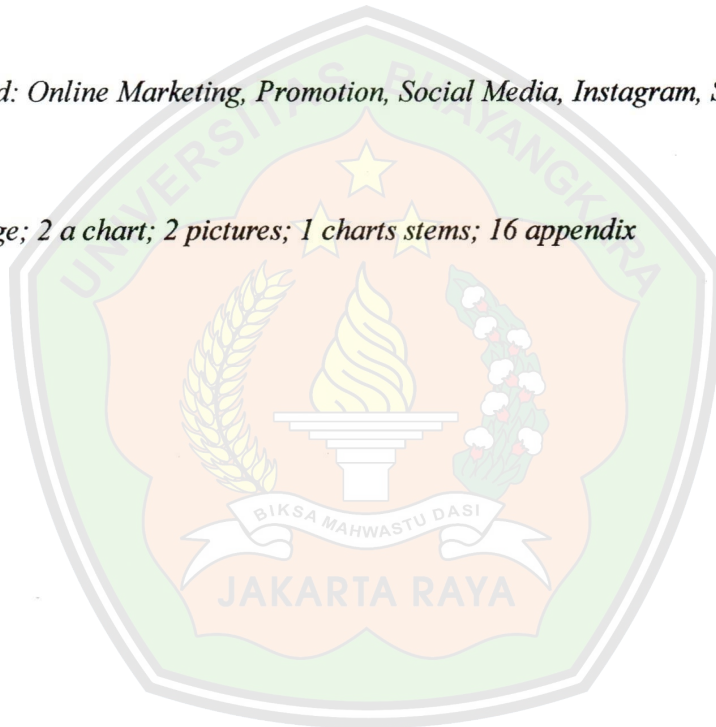 d: Online Marketing, Promotion, Social Media, Instagram, S
ge; 2 a chart; 2 pictures; 1 charts stems; 16 appendix
UNIVERSITAS BHAYANGKARA
BIKSA MAHWASTU DASI
JAKARTA RAYA